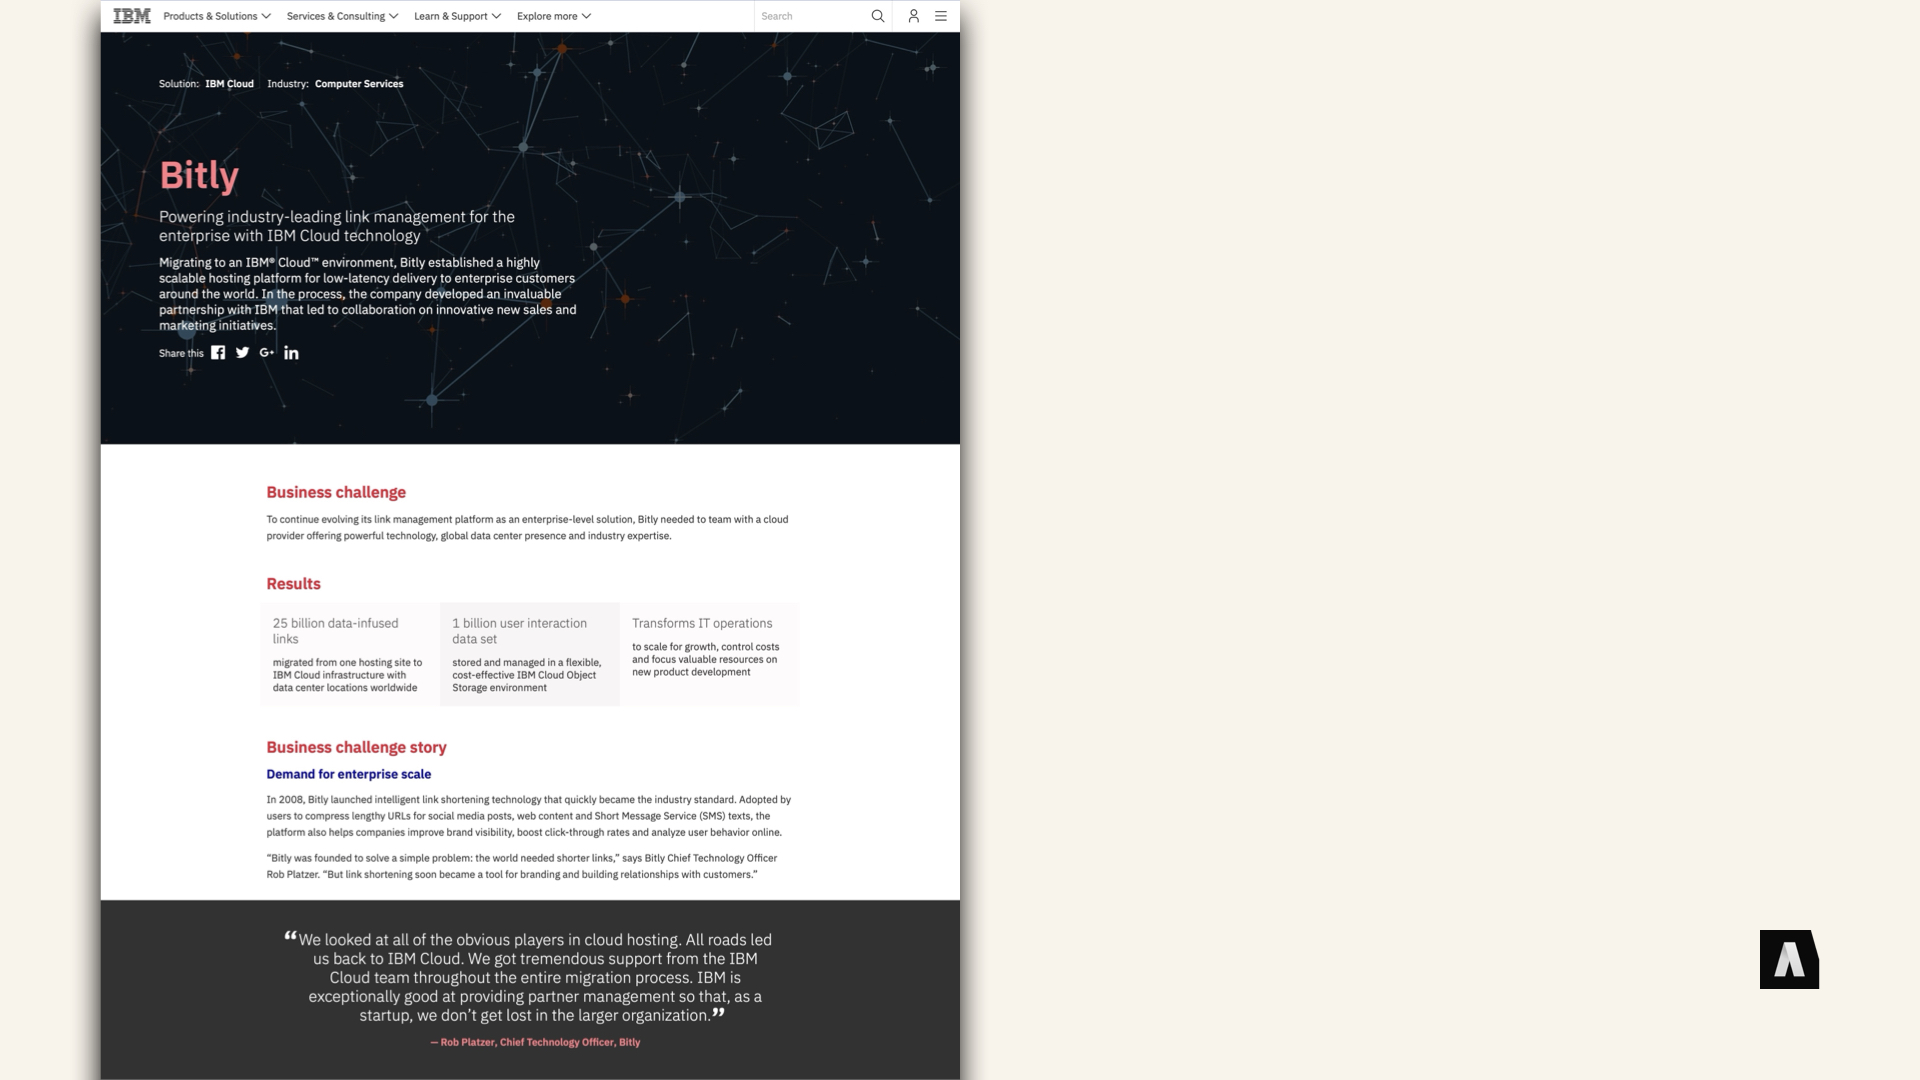 IBM Products & Solutions Services & Consulting Learn & Support Explore more Search
Solution: IBM Cloud Industry: Computer Services
Bitly
Powering industry-leading link management for the
enterprise with IBM Cloud technology
Migrating to an IBM® Cloud™ environment, Bitly established a highly
scalable hosting platform for low-latency delivery to enterprise customers
around the world. In the process, the company developed an invaluable
partnership with IBM that led to collaboration on innovative new sales and
marketing initiatives.
Share this G+ in
Business challenge
To continue evolving its link management platform as an enterprise-level solution, Bitly needed to team with a cloud
provider offering powerful technology, global data center presence and industry expertise.
Results
25 billion data-infused
links
migrated from one hosting site to
IBM Cloud infrastructure with
data center locations worldwide
1 billion user interaction
data set
stored and managed in a flexible,
cost-effective IBM Cloud Object
Storage environment
Transforms IT operations
to scale for growth, control costs
and focus valuable resources on
new product development
Business challenge story
Demand for enterprise scale
In 2008, Bitly launched intelligent link shortening technology that quickly became the industry standard. Adopted by
users to compress lengthy URLs for social media posts, web content and Short Message Service (SMS) texts, the
platform also helps companies improve brand visibility, boost click-through rates and analyze user behavior online.
“Bitly was founded to solve a simple problem: the world needed shorter links,” says Bitly Chief Technology Officer
Rob Platzer. “But link shortening soon became a tool for branding and building relationships with customers.”
“We looked at all of the obvious players in cloud hosting. All roads led
us back to IBM Cloud. We got tremendous support from the IBM
Cloud team throughout the entire migration process. IBM is
exceptionally good at providing partner management so that, as a
startup, we don’t get lost in the larger organization.”
— Rob Platzer, Chief Technology Officer, Bitly